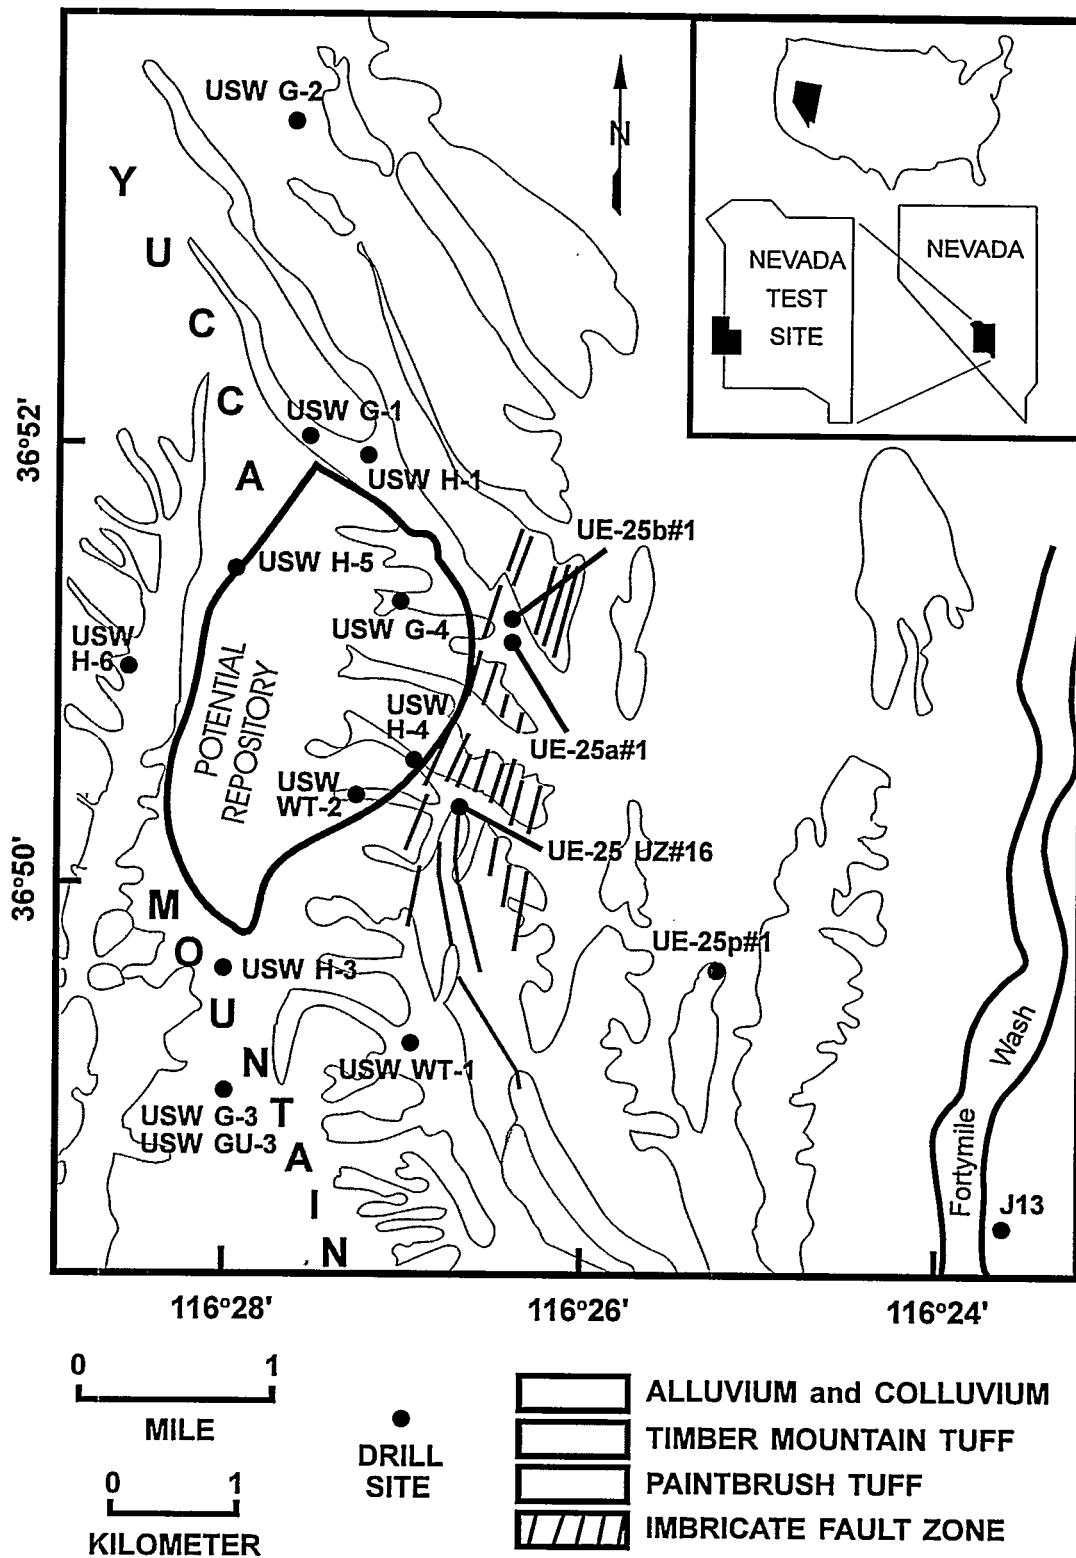 USW G-2
N
NEVADA
TEST
SITE
NEVADA
Y
U
C
C
A
36°52'
USW G-1
USW H-1
UE-25b#1
USW H-5
USW G-4
USW
H-6
POTENTIAL
REPOSITORY
USW
H-4
UE-25a#1
USW
WT-2
UE-25 UZ#16
36°50'
M
O
U
N
T
A
I
N
UE-25p#1
USW H-3
USW WT-1
USW G-3
USW GU-3
Fortymile
Wash
J13
116°28'
116°26'
116°24'
0 1
MILE
0 1
KILOMETER
DRILL
SITE
ALLUVIUM and COLLUVIUM
TIMBER MOUNTAIN TUFF
PAINTBRUSH TUFF
IMBRICATE FAULT ZONE